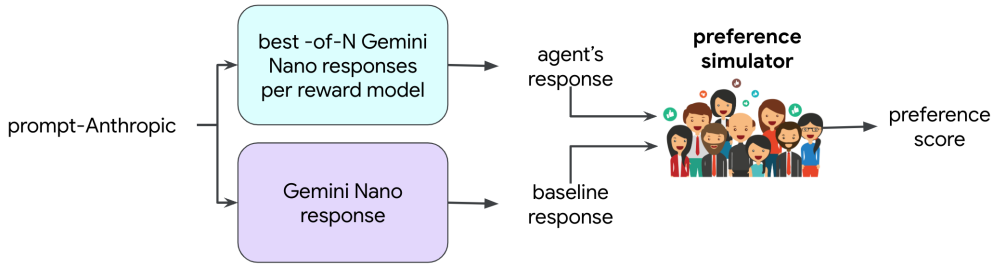 prompt-Anthropic
best -of-N Gemini
Nano responses
per reward model
Gemini Nano
response
agent's
response
baseline
response
preference
simulator
preference
score